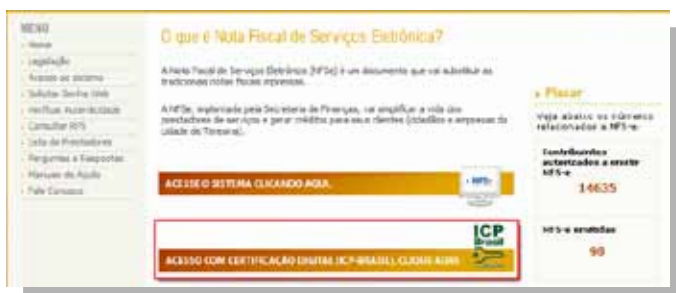 MENU
Home
Legislação
Acesso ao sistema
Solicitar Senha Web
Verificar Autenticidade
Consultar RPS
Lista de Prestadores
Perguntas e Respostas
Manuais de Ajuda
Fale Conosco
O que é Nota Fiscal de Serviços Eletrônica?
A Nota Fiscal de Serviços Eletrônica (NFSe) é um documento que vai substituir as
tradicionais notas fiscais impressas.
A NFSe, implantada pela Secretaria de Finanças, vai simplificar a vida dos
prestadores de serviços e gerar créditos para seus clientes (cidadãos e empresas da
cidade de Teresina).
ACESSE O SISTEMA CLICANDO AQUI.
NFSe
ICP
Brasil
ACESSO COM CERTIFICAÇÃO DIGITAL (ICP-BRASIL), CLIQUE AQUI
Placar
Veja abaixo os números
relacionados a NFS-e
Contribuintes
autorizados a emitir
NFS-e
14635
NFS-e emitidas
90